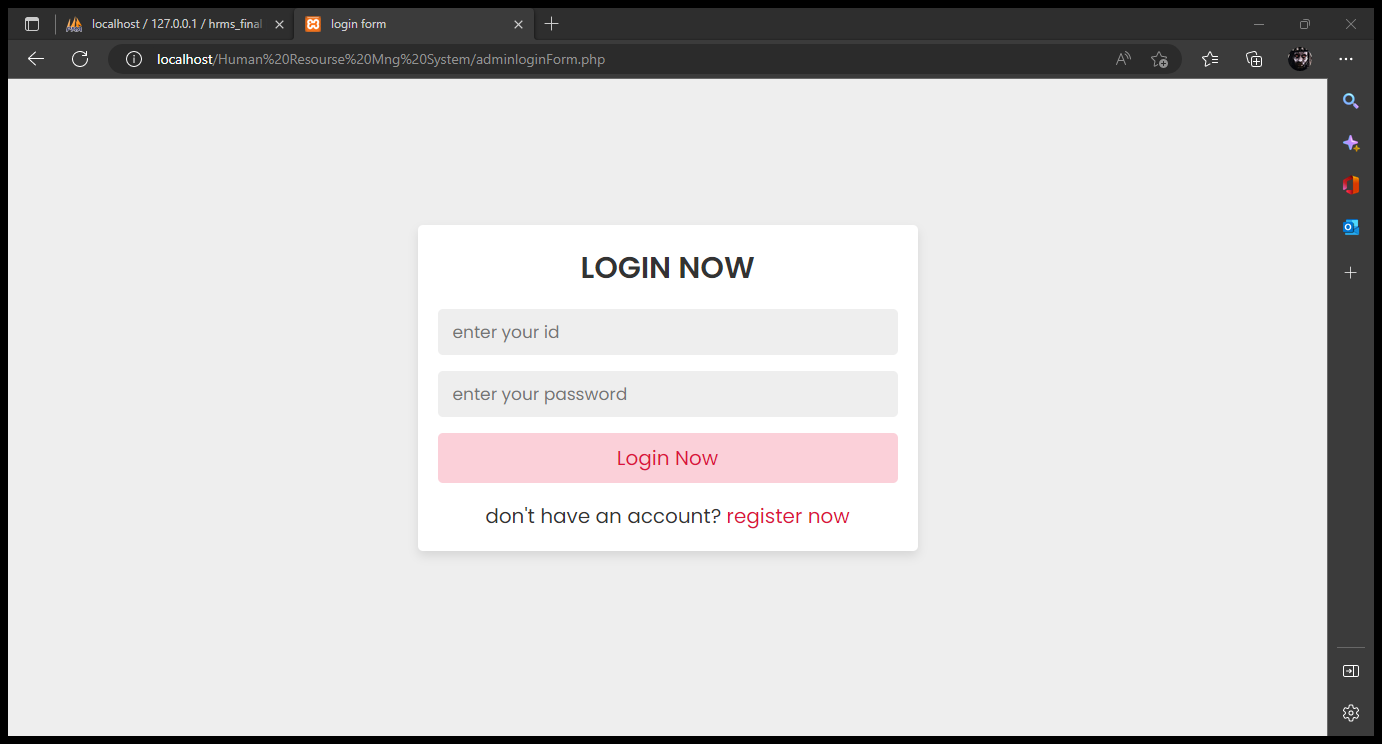 localhost / 127.0.0.1 / hrms_final
login form
localhost/Human%20Resourse%20Mng%20System/adminloginForm.php
LOGIN NOW
enter your id
enter your password
Login Now
don't have an account? register now